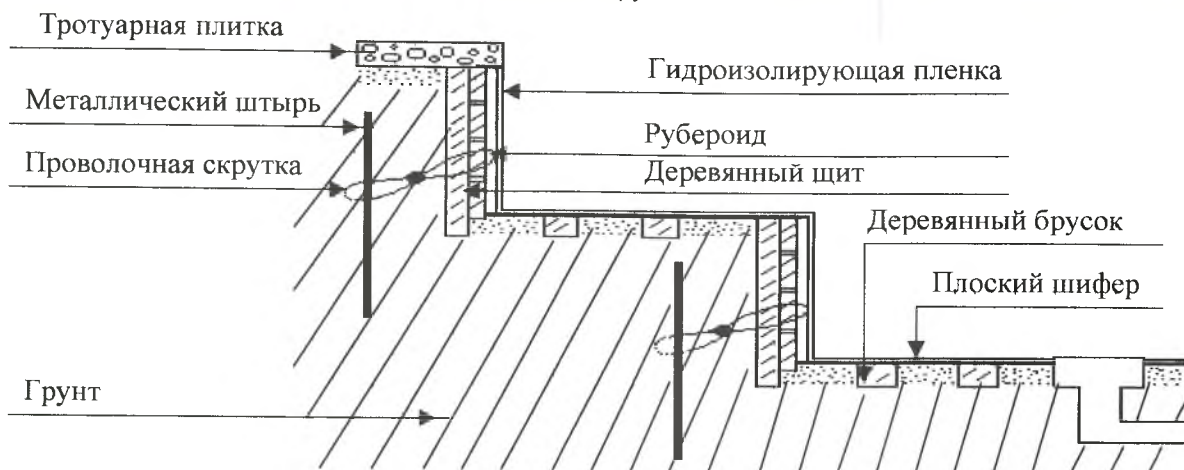 Тротуарная плитка
Гидроизолирующая пленка
Металлический штырь
Рубероид
Проволочная скрутка
Деревянный щит
Деревянный брусок
Плоский шифер
Грунт